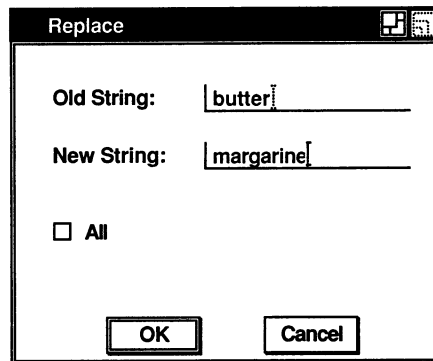 Replace
Old String: butter
New String: margarine
All
OK Cancel